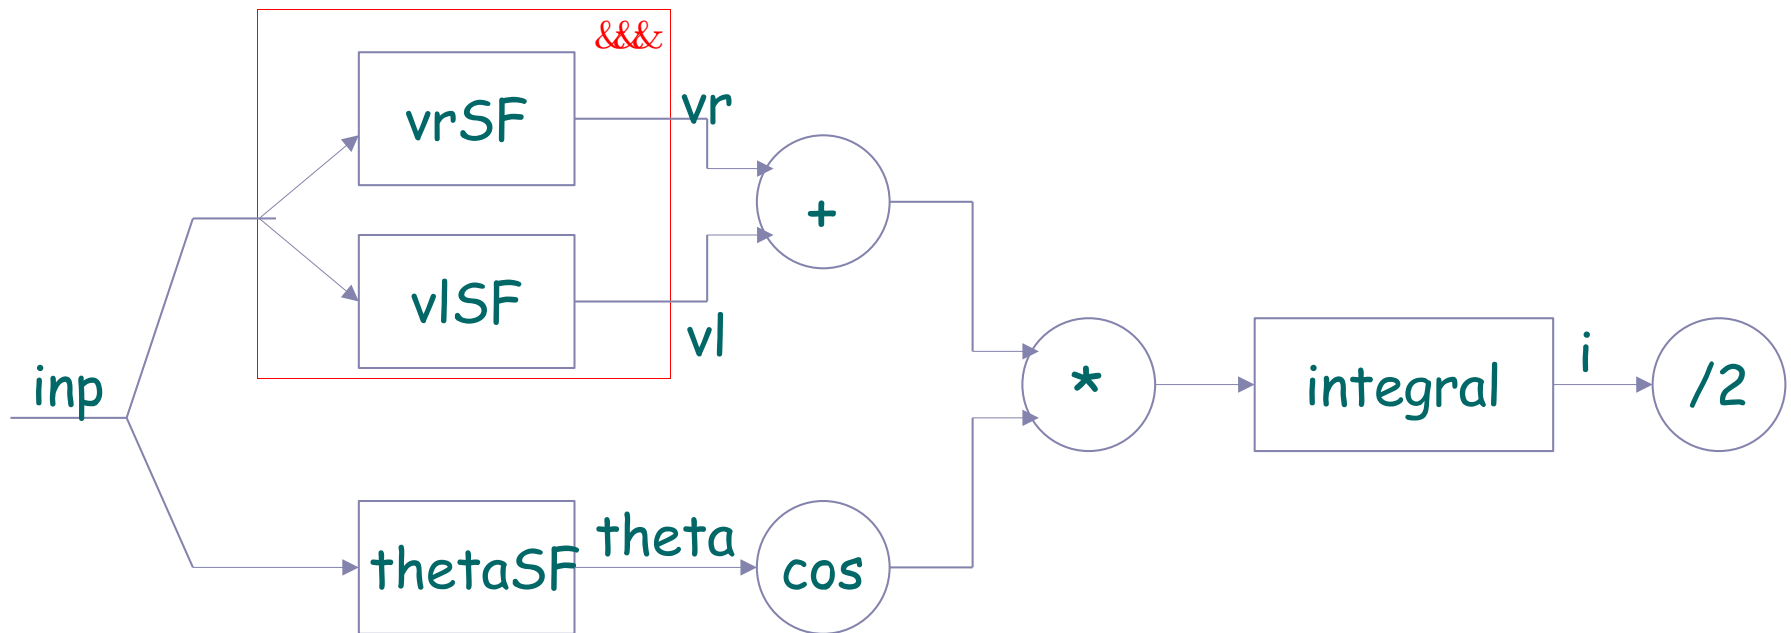 &&&
vrSF
vr
+
vlSF
vl
inp
*
integral
i
/2
thetaSF
theta
cos